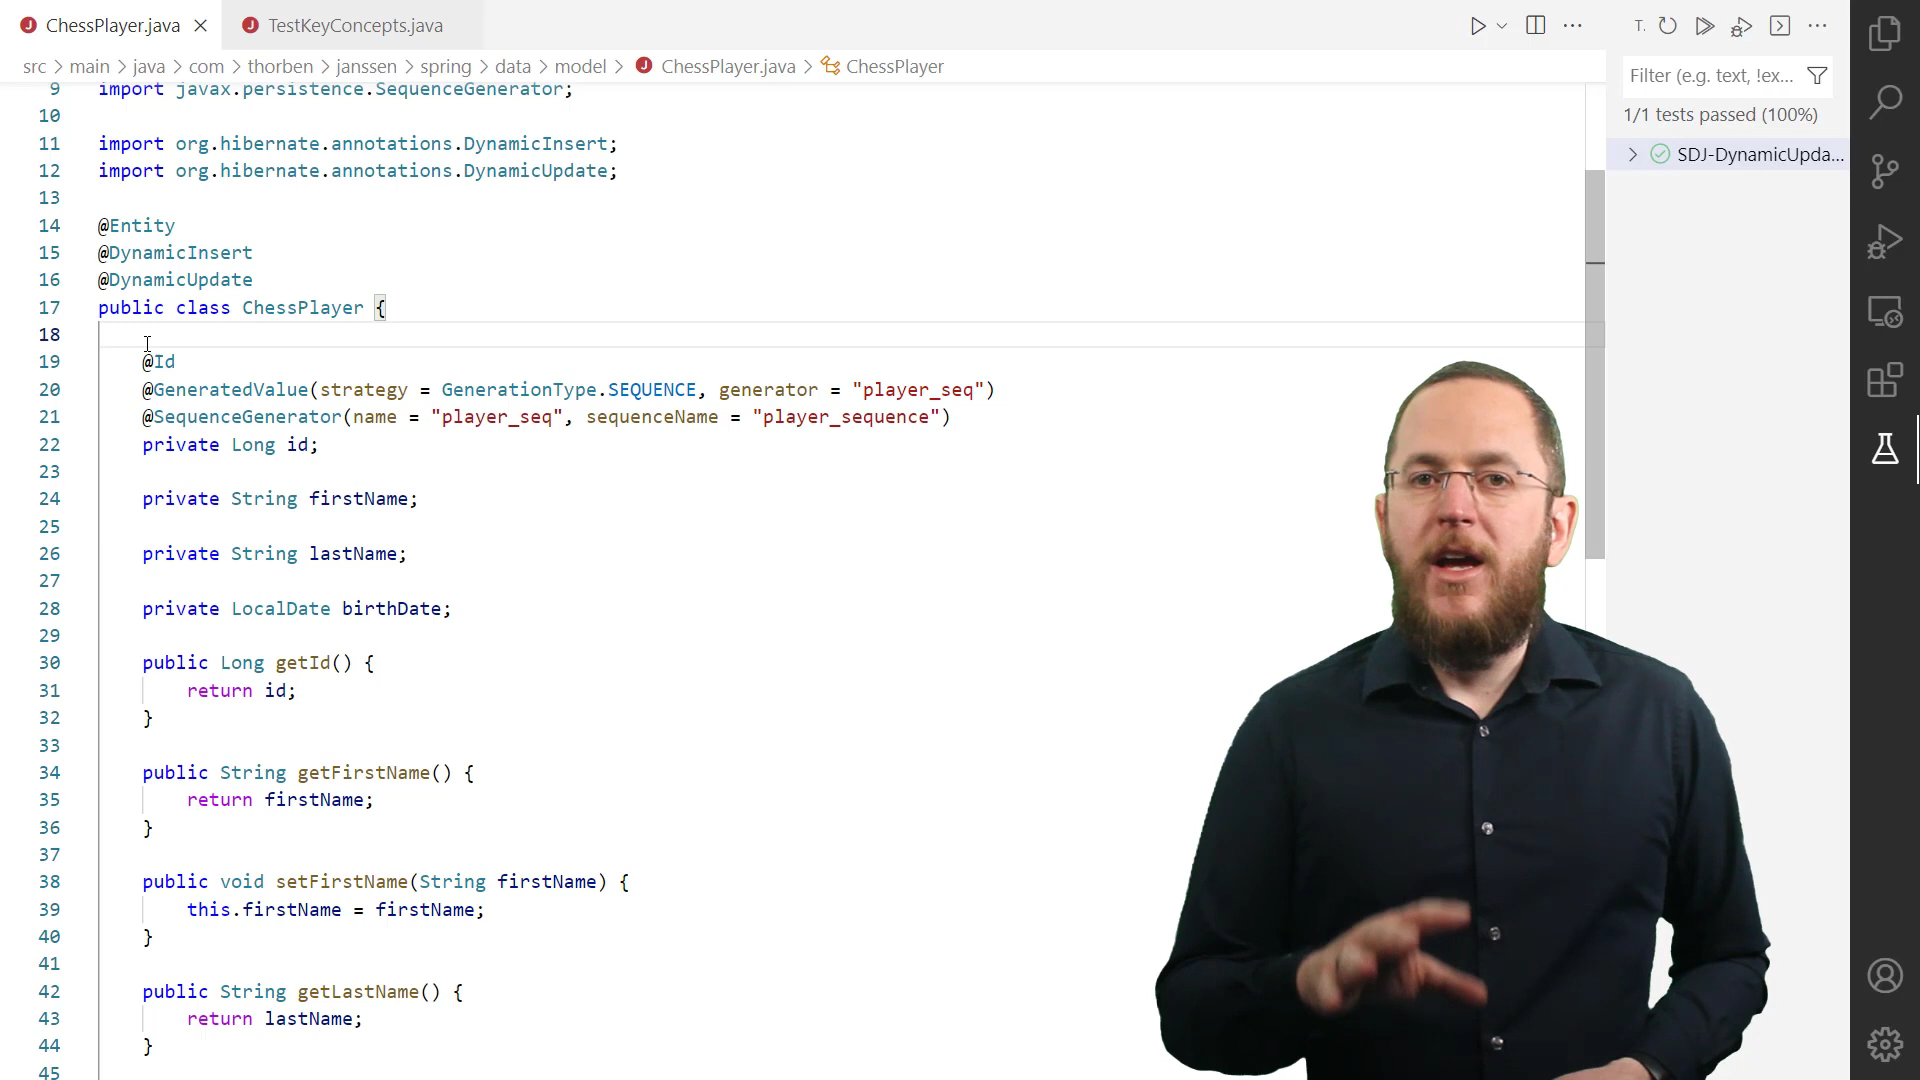 ChessPlayer.java
TestKeyConcepts.java
src > main > java > com > thorben > janssen > spring > data > model > ChessPlayer.java > ChessPlayer
T.
Filter (e.g. text, !ex...
1/1 tests passed (100%)
SDJ-DynamicUpda...
9 import javax.persistence.SequenceGenerator;
10
11 import org.hibernate.annotations.DynamicInsert;
12 import org.hibernate.annotations.DynamicUpdate;
13
14 @Entity
15 @DynamicInsert
16 @DynamicUpdate
17 public class ChessPlayer {
18
19 @Id
20 @GeneratedValue(strategy = GenerationType.SEQUENCE, generator = "player_seq")
21 @SequenceGenerator(name = "player_seq", sequenceName = "player_sequence")
22 private Long id;
23
24 private String firstName;
25
26 private String lastName;
27
28 private LocalDate birthDate;
29
30 public Long getId() {
31 return id;
32 }
33
34 public String getFirstName() {
35 return firstName;
36 }
37
38 public void setFirstName(String firstName) {
39 this.firstName = firstName;
40 }
41
42 public String getLastName() {
43 return lastName;
44 }
45